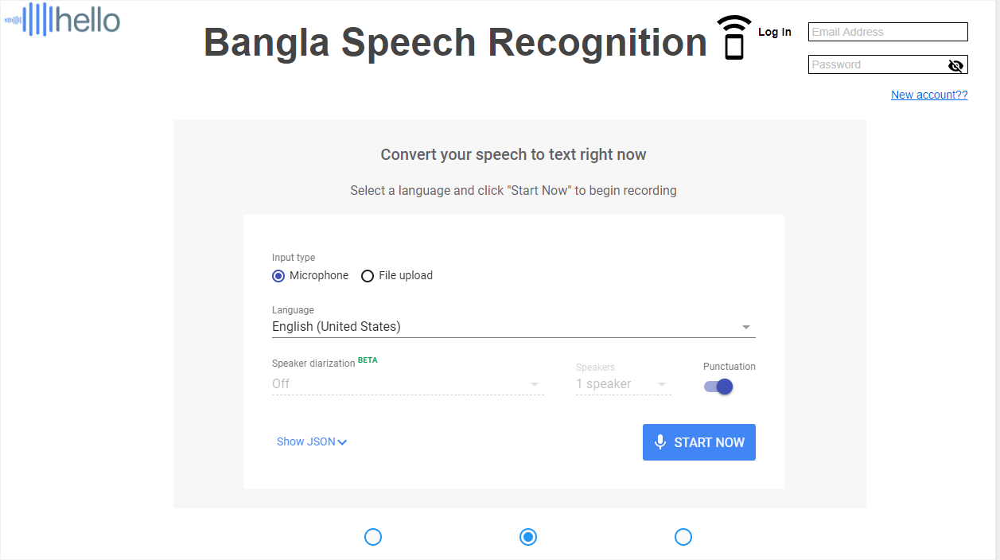 hello
Bangla Speech Recognition
Log In
Email Address
Password
New account??
Convert your speech to text right now
Select a language and click "Start Now" to begin recording
Input type
Microphone File upload
Language
English (United States)
Speaker diarization BETA
Off
Speakers
1 speaker
Punctuation
Show JSON
START NOW